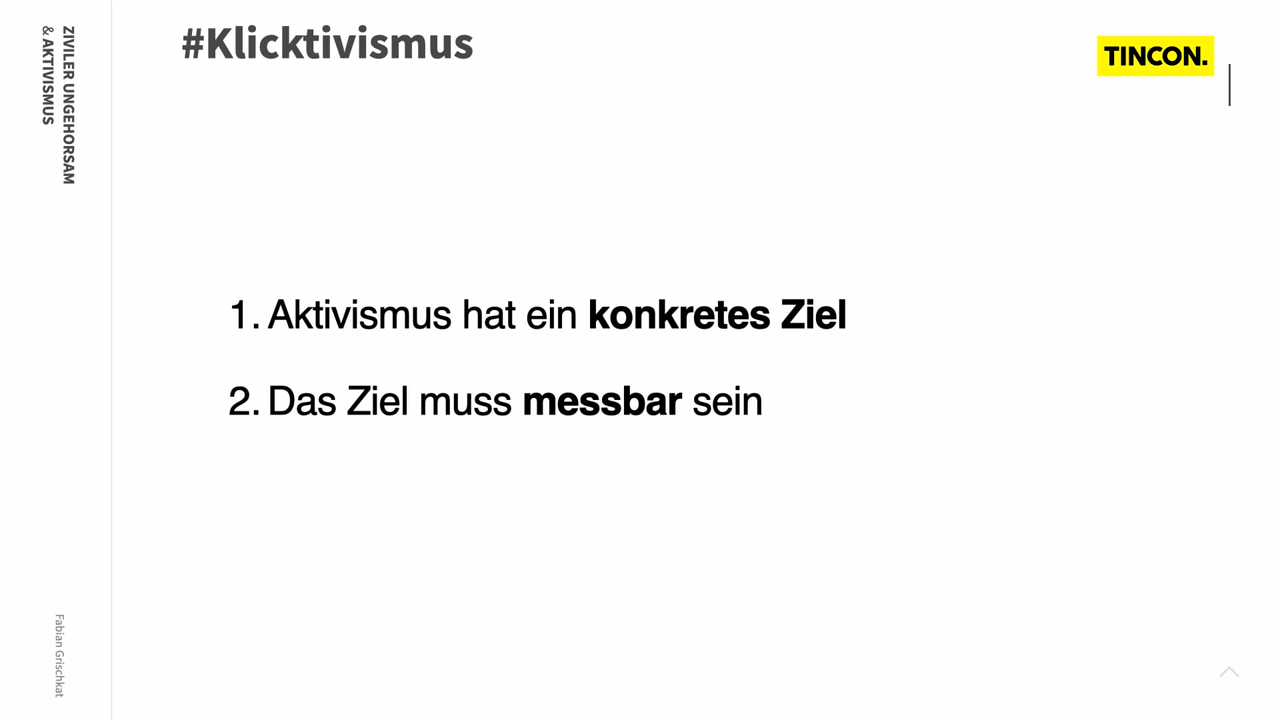 ZIVILER UNGEHORSAM
& AKTIVISMUS
#Klicktivismus
TINCON.
1. Aktivismus hat ein konkretes Ziel
2. Das Ziel muss messbar sein
Fabian Grischkat